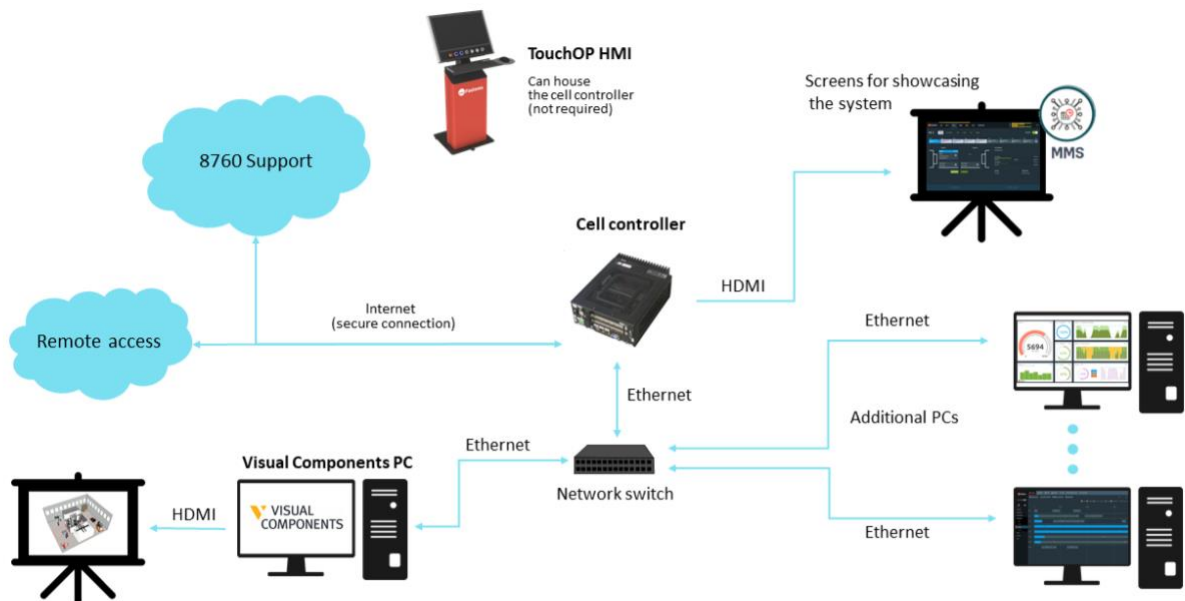 TouchOP HMI
Can house
the cell controller
(not required)
Screens for showcasing
the system
MMS
8760 Support
Cell controller
HDMI
Internet
(secure connection)
Remote access
Ethernet
5694
Ethernet
Additional PCs
Ethernet
Visual Components PC
Network switch
HDMI
VISUAL
COMPONENTS
Ethernet